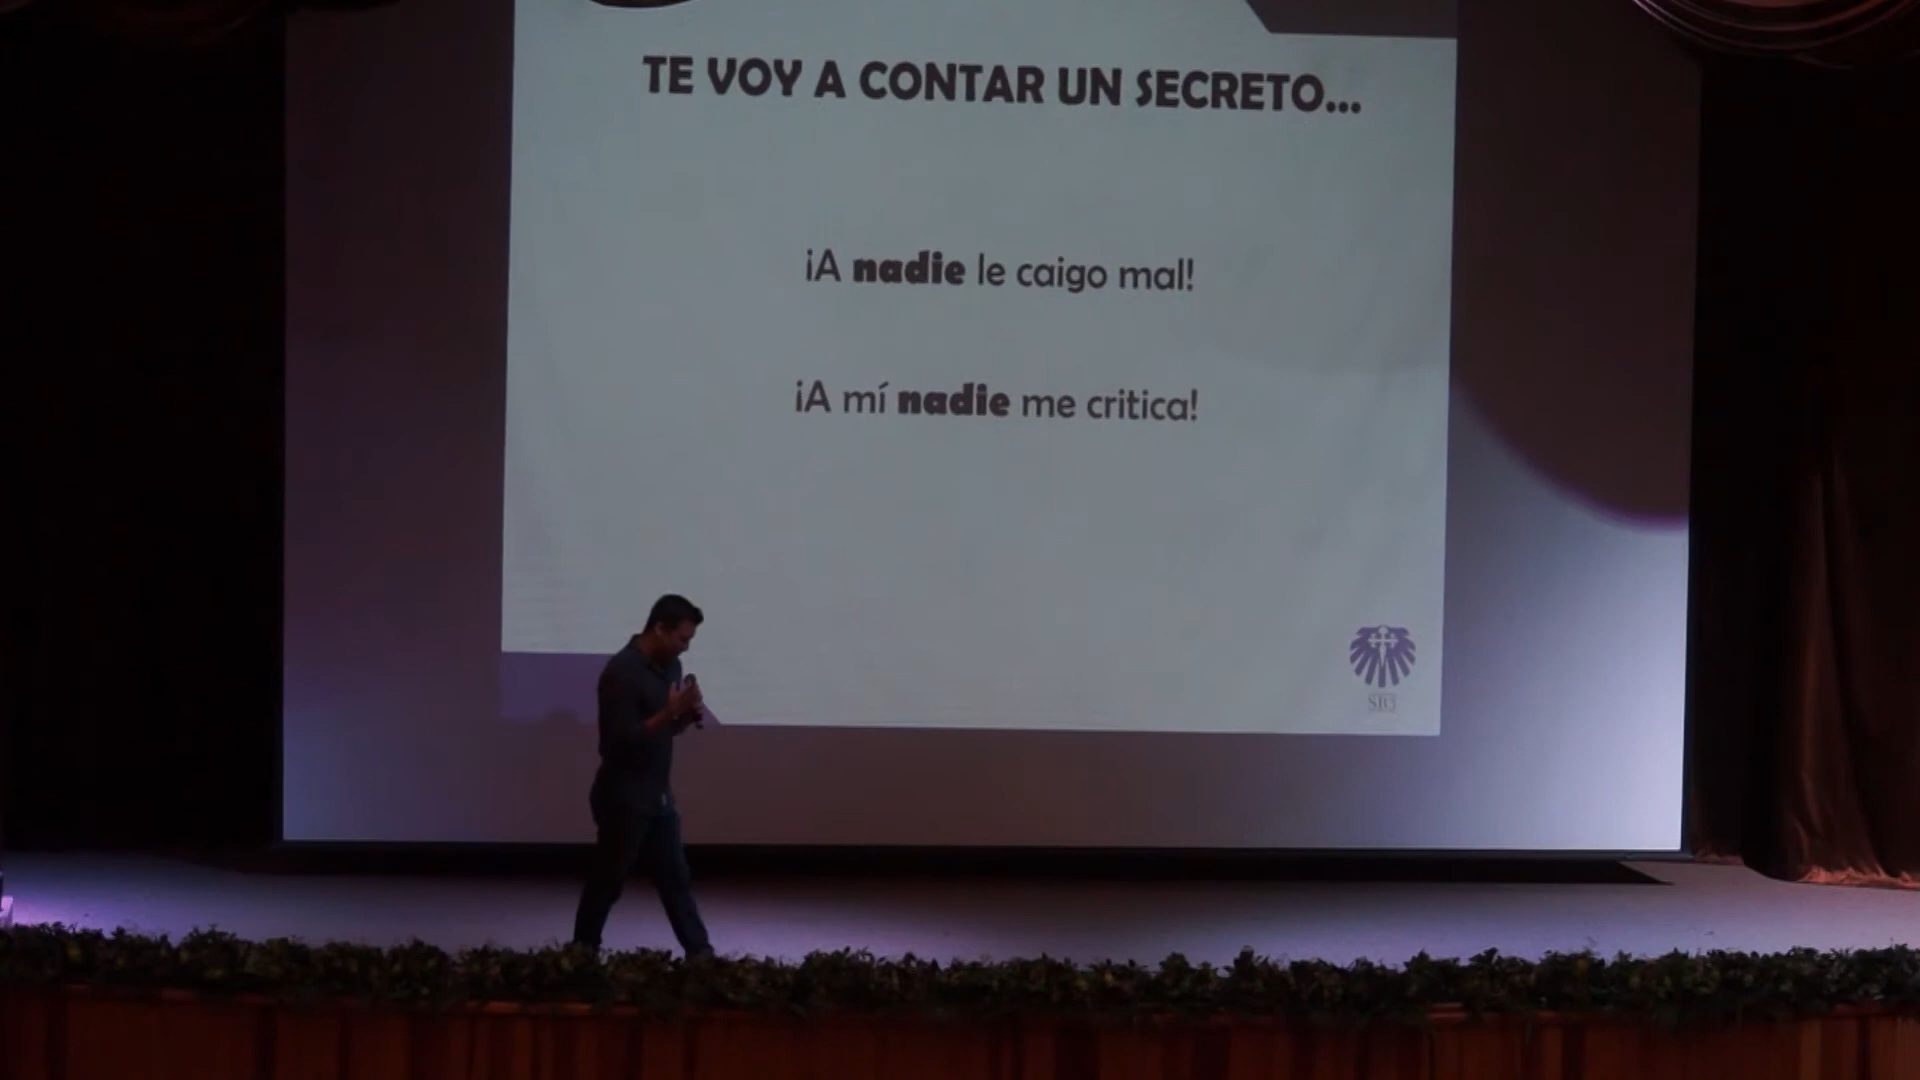 TE VOY A CONTAR UN SECRETO...
¡A nadie le caigo mal!
¡A mí nadie me critica!